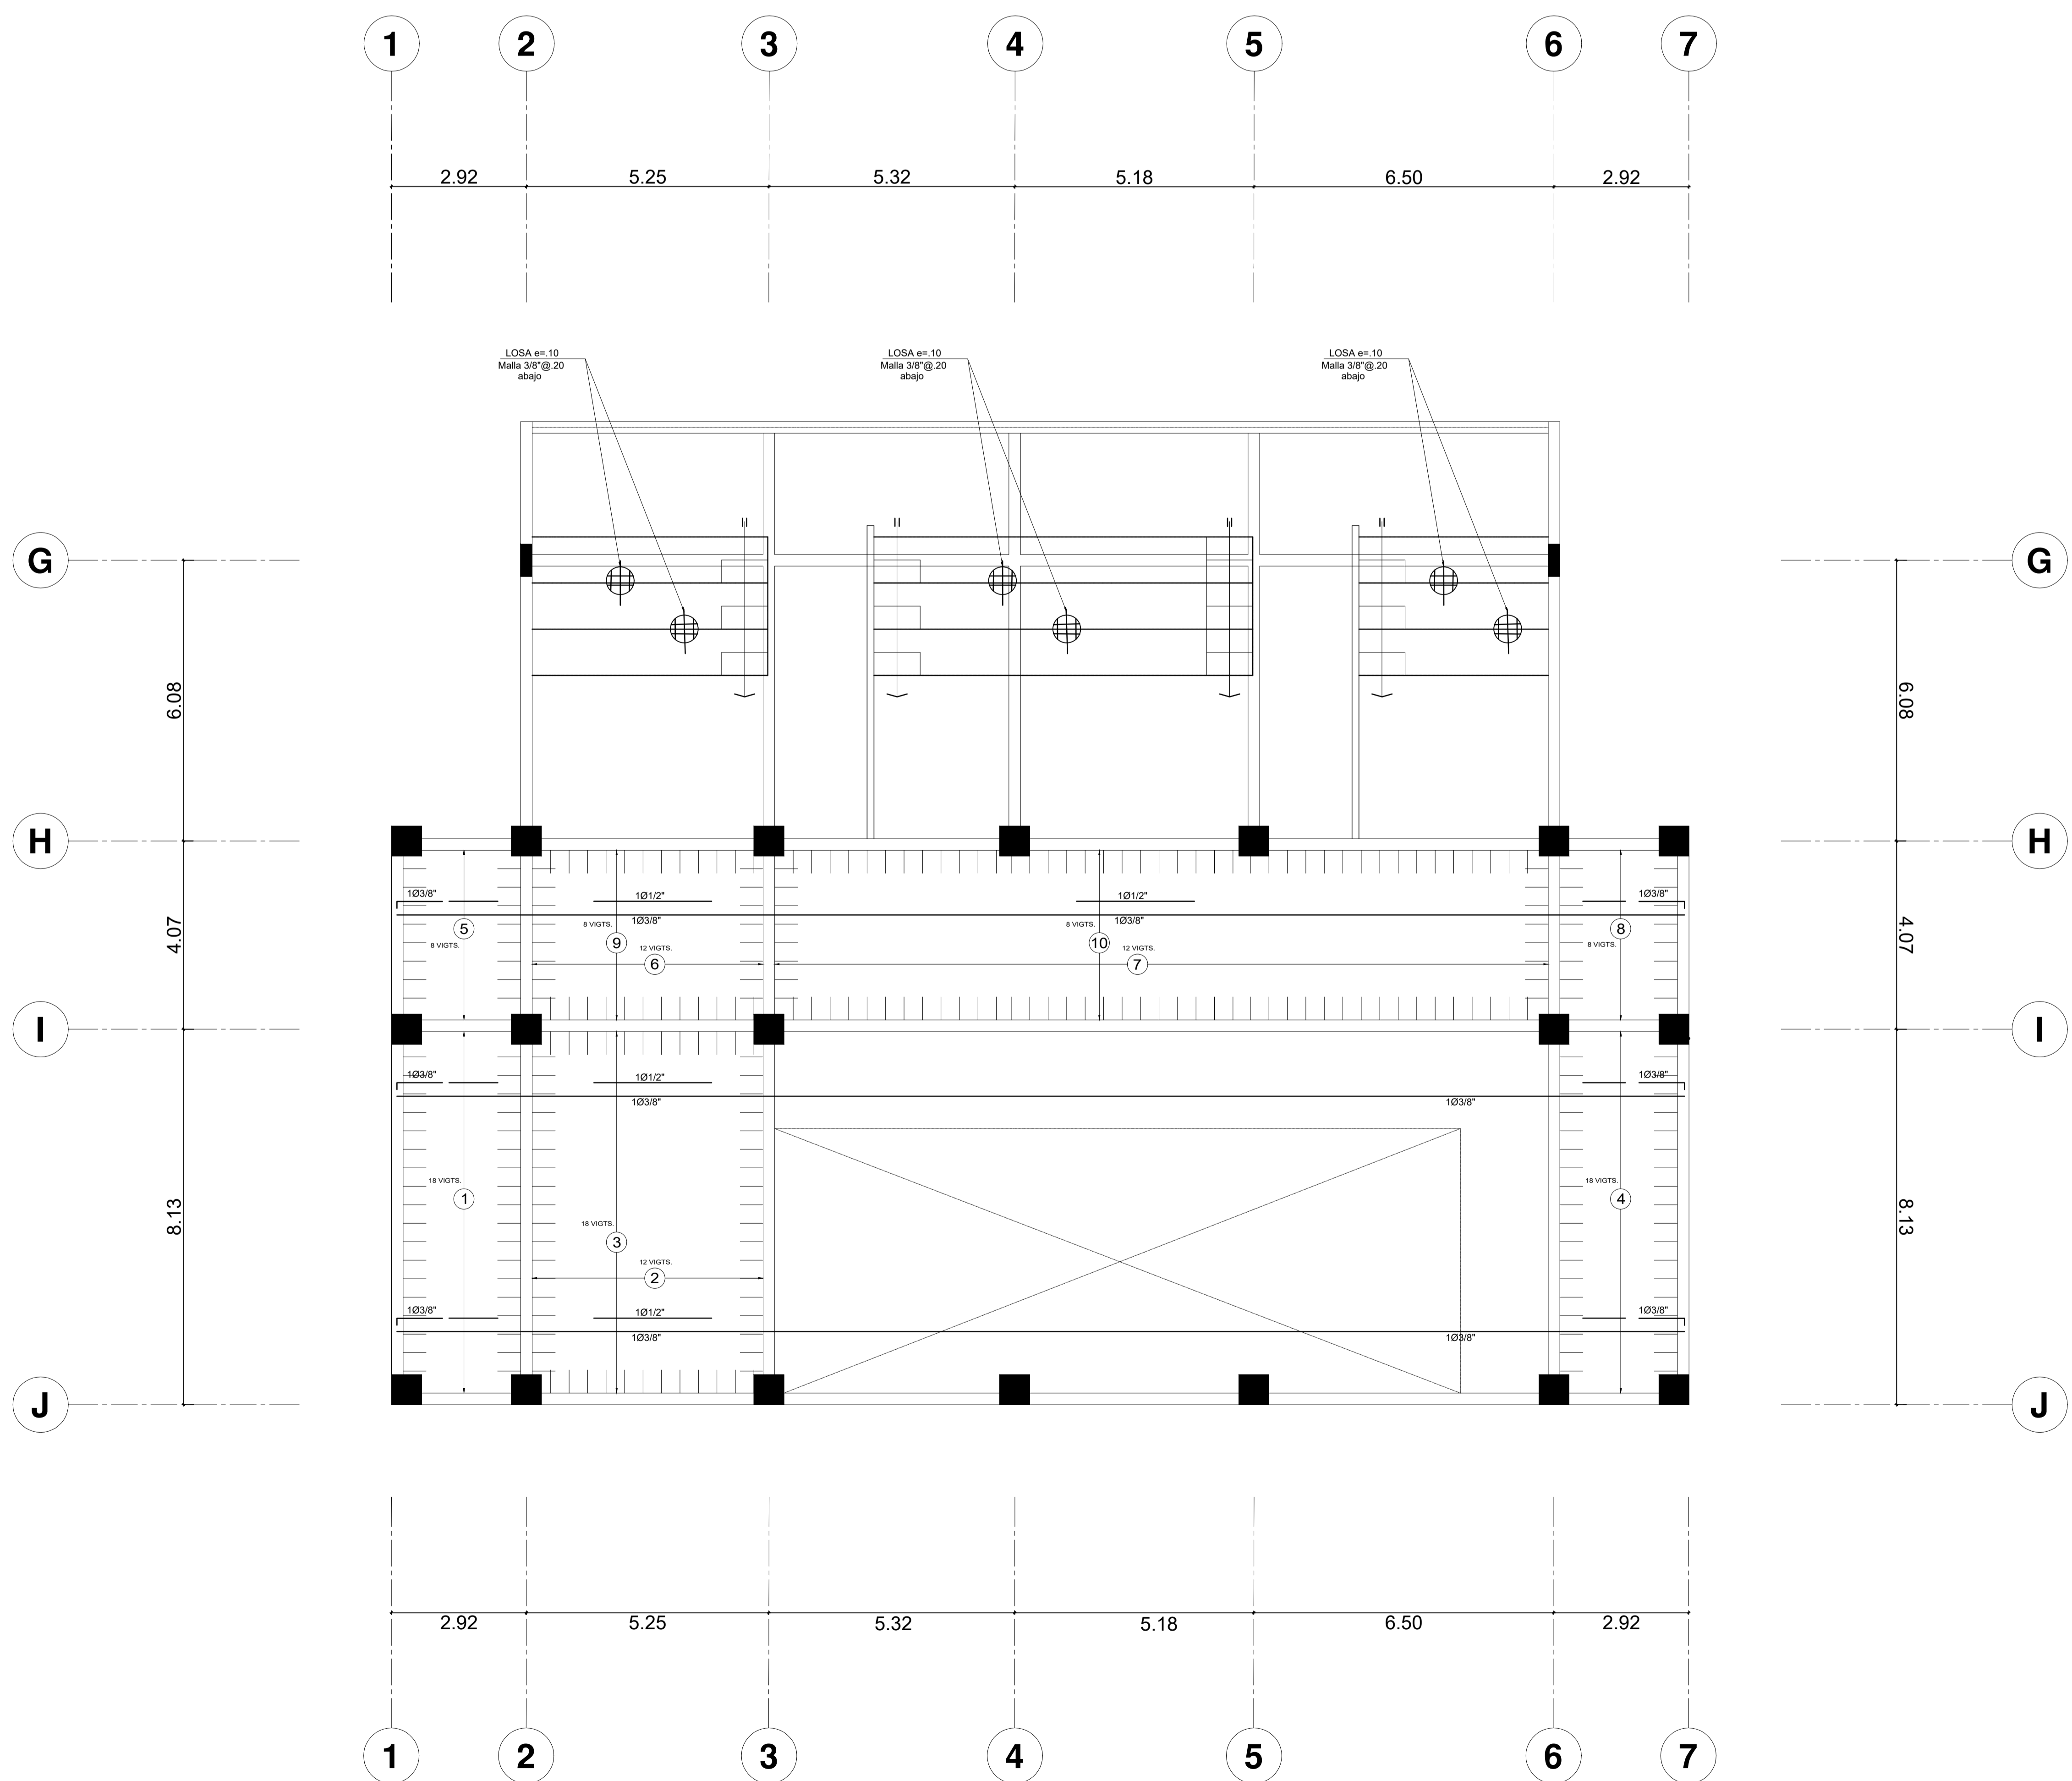 1 2 3 4 5 6 7
2.92 5.25 5.32 5.18 6.50 2.92
LOSA e=.10
Malla 3/8"@.20
abajo
LOSA e=.10
Malla 3/8"@.20
abajo
LOSA e=.10
Malla 3/8"@.20
abajo
G G
6.08 6.08
H H
1Ø3/8" 1Ø1/2" 1Ø1/2" 1Ø3/8"
1Ø3/8" 1Ø3/8"
8 VIGTS. 8 VIGTS.
5 8
4.07 4.07
8 VIGTS. 8 VIGTS.
9 10
12 VIGTS. 12 VIGTS.
6 7
I I
1Ø3/8" 1Ø1/2" 1Ø3/8"
1Ø3/8" 1Ø3/8"
18 VIGTS. 18 VIGTS.
1 4
8.13 8.13
18 VIGTS.
3
12 VIGTS.
2
1Ø3/8" 1Ø1/2" 1Ø3/8"
1Ø3/8" 1Ø3/8"
J J
2.92 5.25 5.32 5.18 6.50 2.92
1 2 3 4 5 6 7